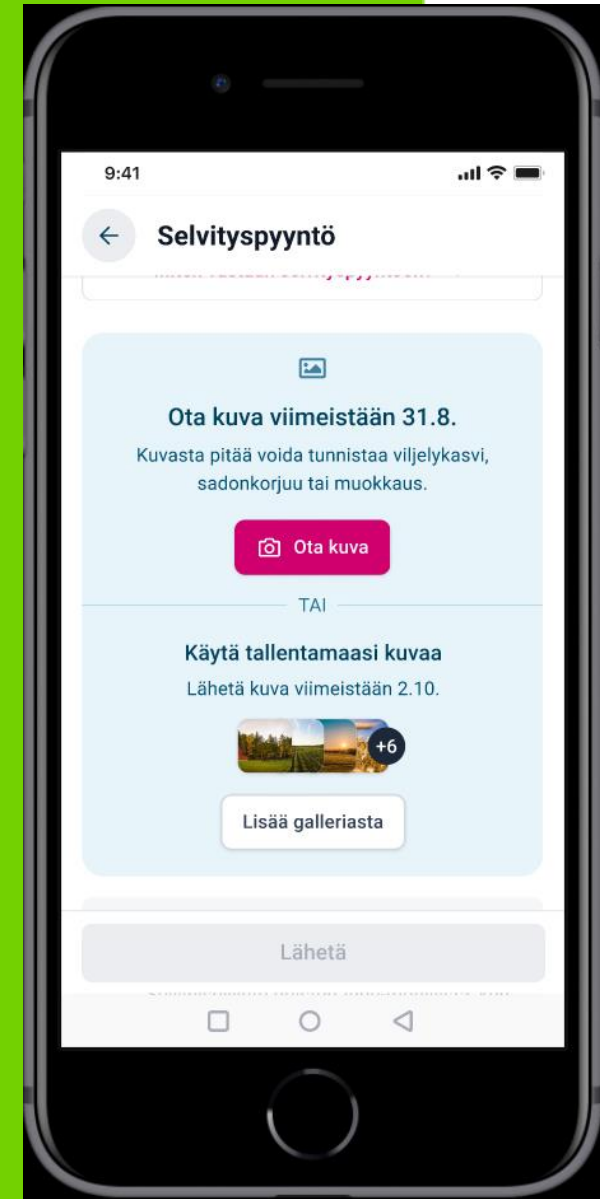 9:41
Selvityspyyntö
Ota kuva viimeistään 31.8.
Kuvasta pitää voida tunnistaa viljelykasvi,
sadonkorjuu tai muokkaus.
Ota kuva
TAI
Käytä tallentamaasi kuvaa
Lähetä kuva viimeistään 2.10.
+6
Lisää galleriasta
Lähetä